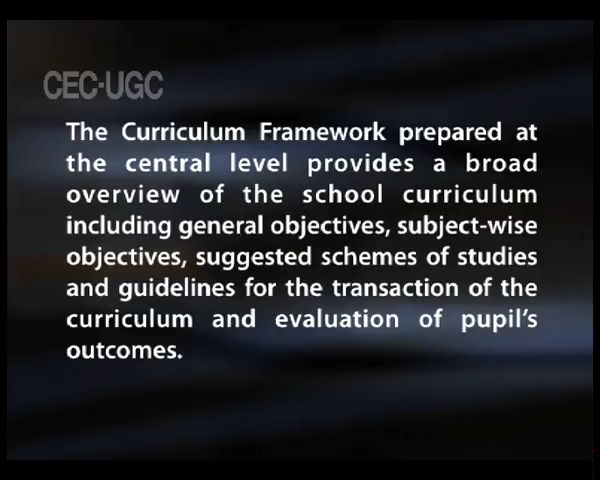 CEC-UGC
The Curriculum Framework prepared at
the central level provides a broad
overview of the school curriculum
including general objectives, subject-wise
objectives, suggested schemes of studies
and guidelines for the transaction of the
curriculum and evaluation of pupil's
outcomes.